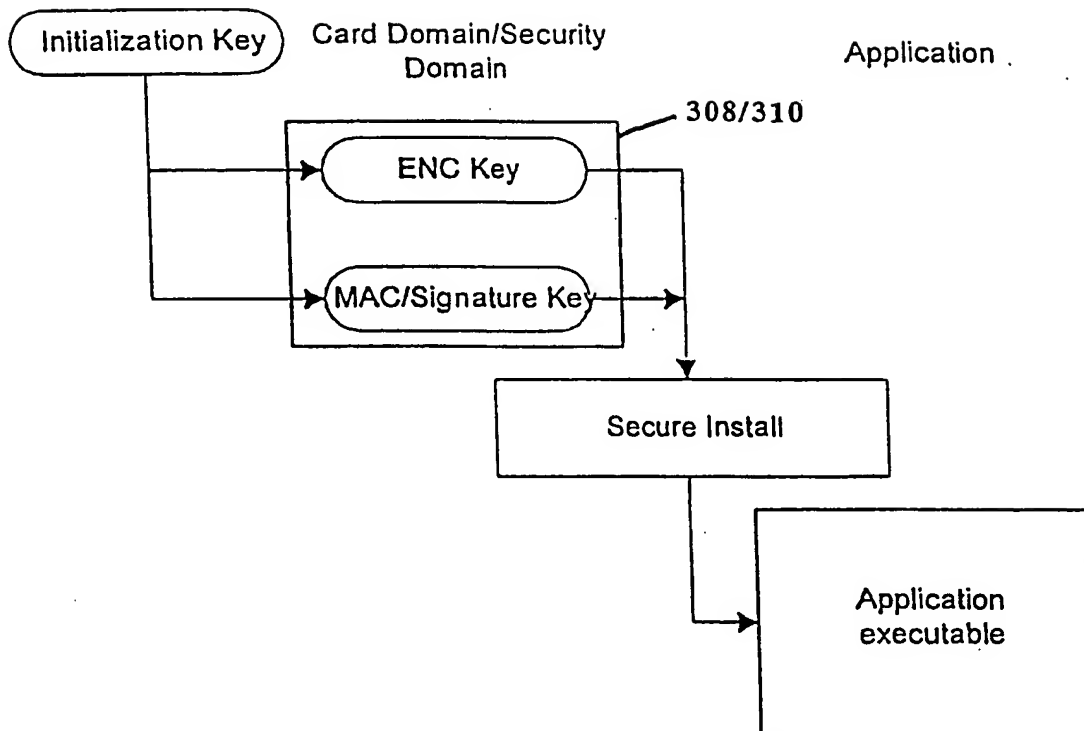 Initialization Key
Card Domain/Security
Domain
Application
308/310
ENC Key
MAC/Signature Key
Secure Install
Application
executable